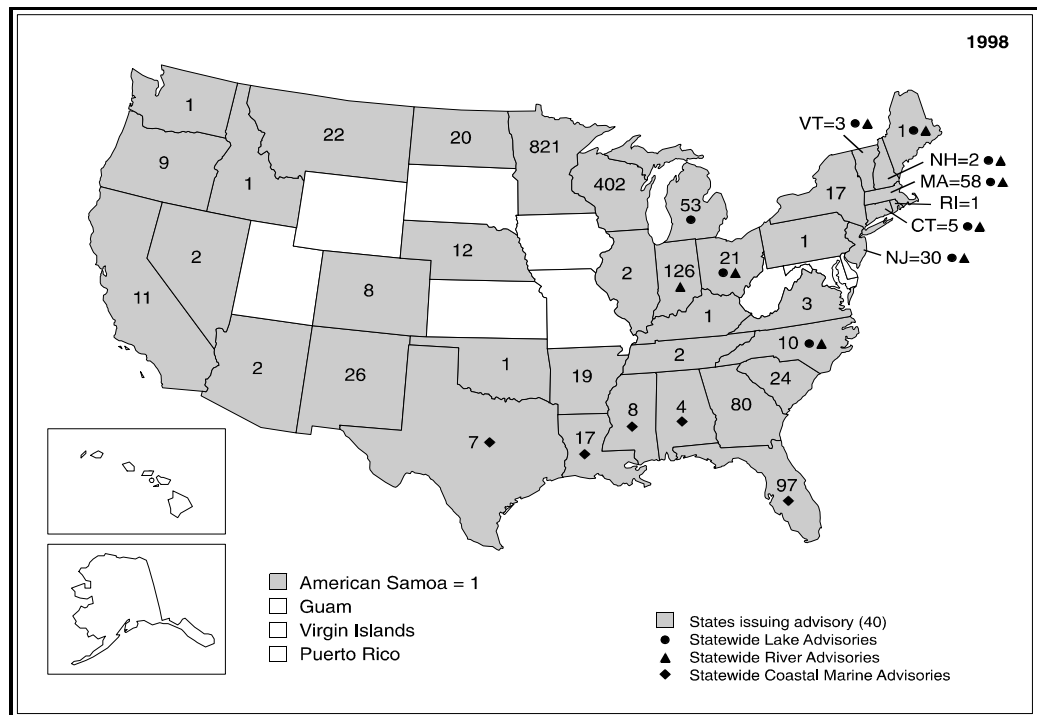 1998
1
22
20
821
VT=3
1
9
1
402
NH=2
MA=58
RI=1
17
53
CT=5
12
1
NJ=30
2
2
126
21
8
11
3
1
10
2
26
1
19
2
24
8
4
80
7
17
97
American Samoa = 1
Guam
Virgin Islands
Puerto Rico
States issuing advisory (40)
Statewide Lake Advisories
Statewide River Advisories
Statewide Coastal Marine Advisories